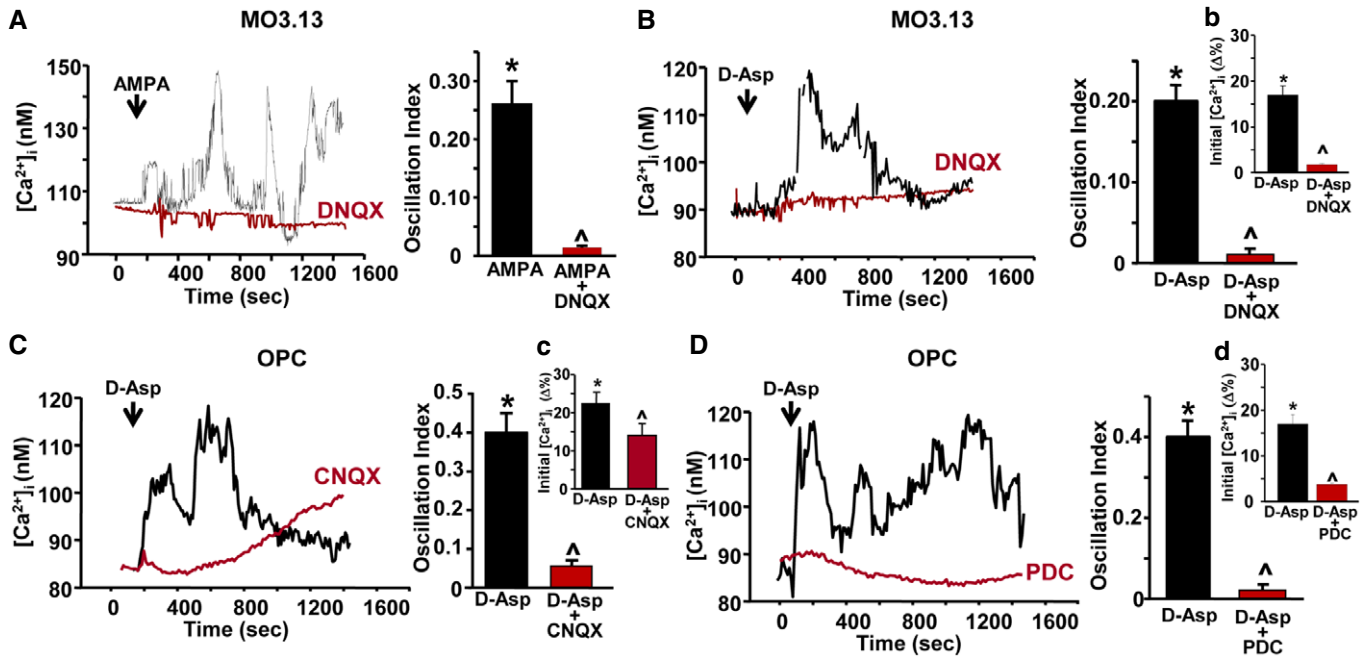 A
MO3.13
[Ca²⁺]ᵢ (nM)
150
130
110
90
AMPA
DNQX
0 400 800 1200 1600
Time (sec)
Oscillation Index
0.30
0.20
0.10
0
*
^
AMPA
AMPA
+
DNQX
B
MO3.13
[Ca²⁺]ᵢ (nM)
120
110
100
90
80
D-Asp
DNQX
0 400 800 1200 1600
Time (sec)
Oscillation Index
0.20
0.10
0
*
^
D-Asp
D-Asp
+
DNQX
b
Initial [Ca²⁺]ᵢ (Δ%)
30
20
10
0
*
^
D-Asp
D-Asp
+
DNQX
C
OPC
[Ca²⁺]ᵢ (nM)
120
110
100
90
80
D-Asp
CNQX
0 400 800 1200 1600
Time (sec)
Oscillation Index
0.5
0.4
0.3
0.2
0.1
0
*
^
D-Asp
D-Asp
+
CNQX
c
Initial [Ca²⁺]ᵢ (Δ%)
30
20
10
0
*
^
D-Asp
D-Asp
+
CNQX
D
OPC
[Ca²⁺]ᵢ (nM)
120
110
100
90
80
D-Asp
PDC
0 400 800 1200 1600
Time (sec)
Oscillation Index
0.4
0.2
0
*
^
D-Asp
D-Asp
+
PDC
d
Initial [Ca²⁺]ᵢ (Δ%)
30
20
10
0
*
^
D-Asp
D-Asp
+
PDC